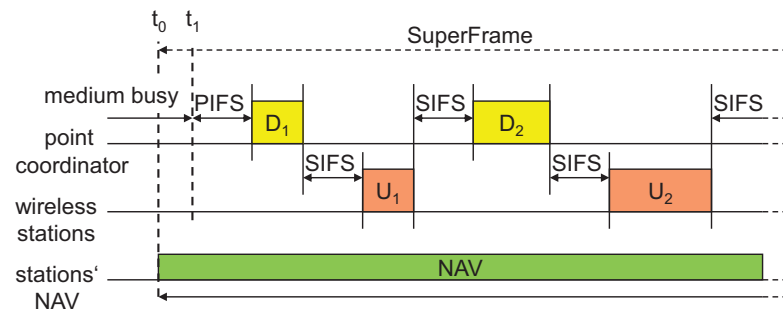 t0 t1
SuperFrame
medium busy PIFS SIFS SIFS
D1 D2
point
coordinator
SIFS SIFS
U1 U2
wireless
stations
stations‘
NAV
NAV